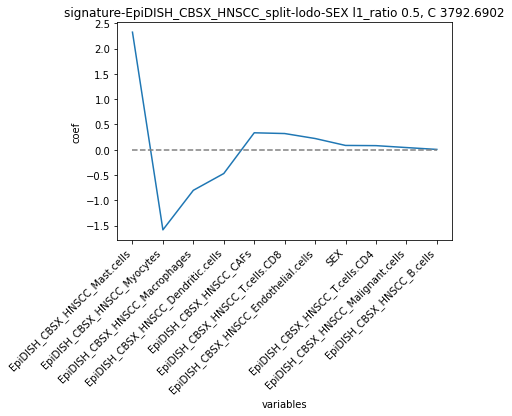 signature-EpiDISH_CBSX_HNSCC_split-lodo-SEX l1_ratio 0.5, C 3792.6902
2.5
2.0
1.5
1.0
0.5
0.0
−0.5
−1.0
−1.5
coef
EpiDISH_CBSX_HNSCC_Mast.cells
EpiDISH_CBSX_HNSCC_Myocytes
EpiDISH_CBSX_HNSCC_Macrophages
EpiDISH_CBSX_HNSCC_Dendritic.cells
EpiDISH_CBSX_HNSCC_CAFs
EpiDISH_CBSX_HNSCC_T.cells.CD8
EpiDISH_CBSX_HNSCC_Endothelial.cells
SEX
EpiDISH_CBSX_HNSCC_T.cells.CD4
EpiDISH_CBSX_HNSCC_Malignant.cells
EpiDISH_CBSX_HNSCC_B.cells
variables